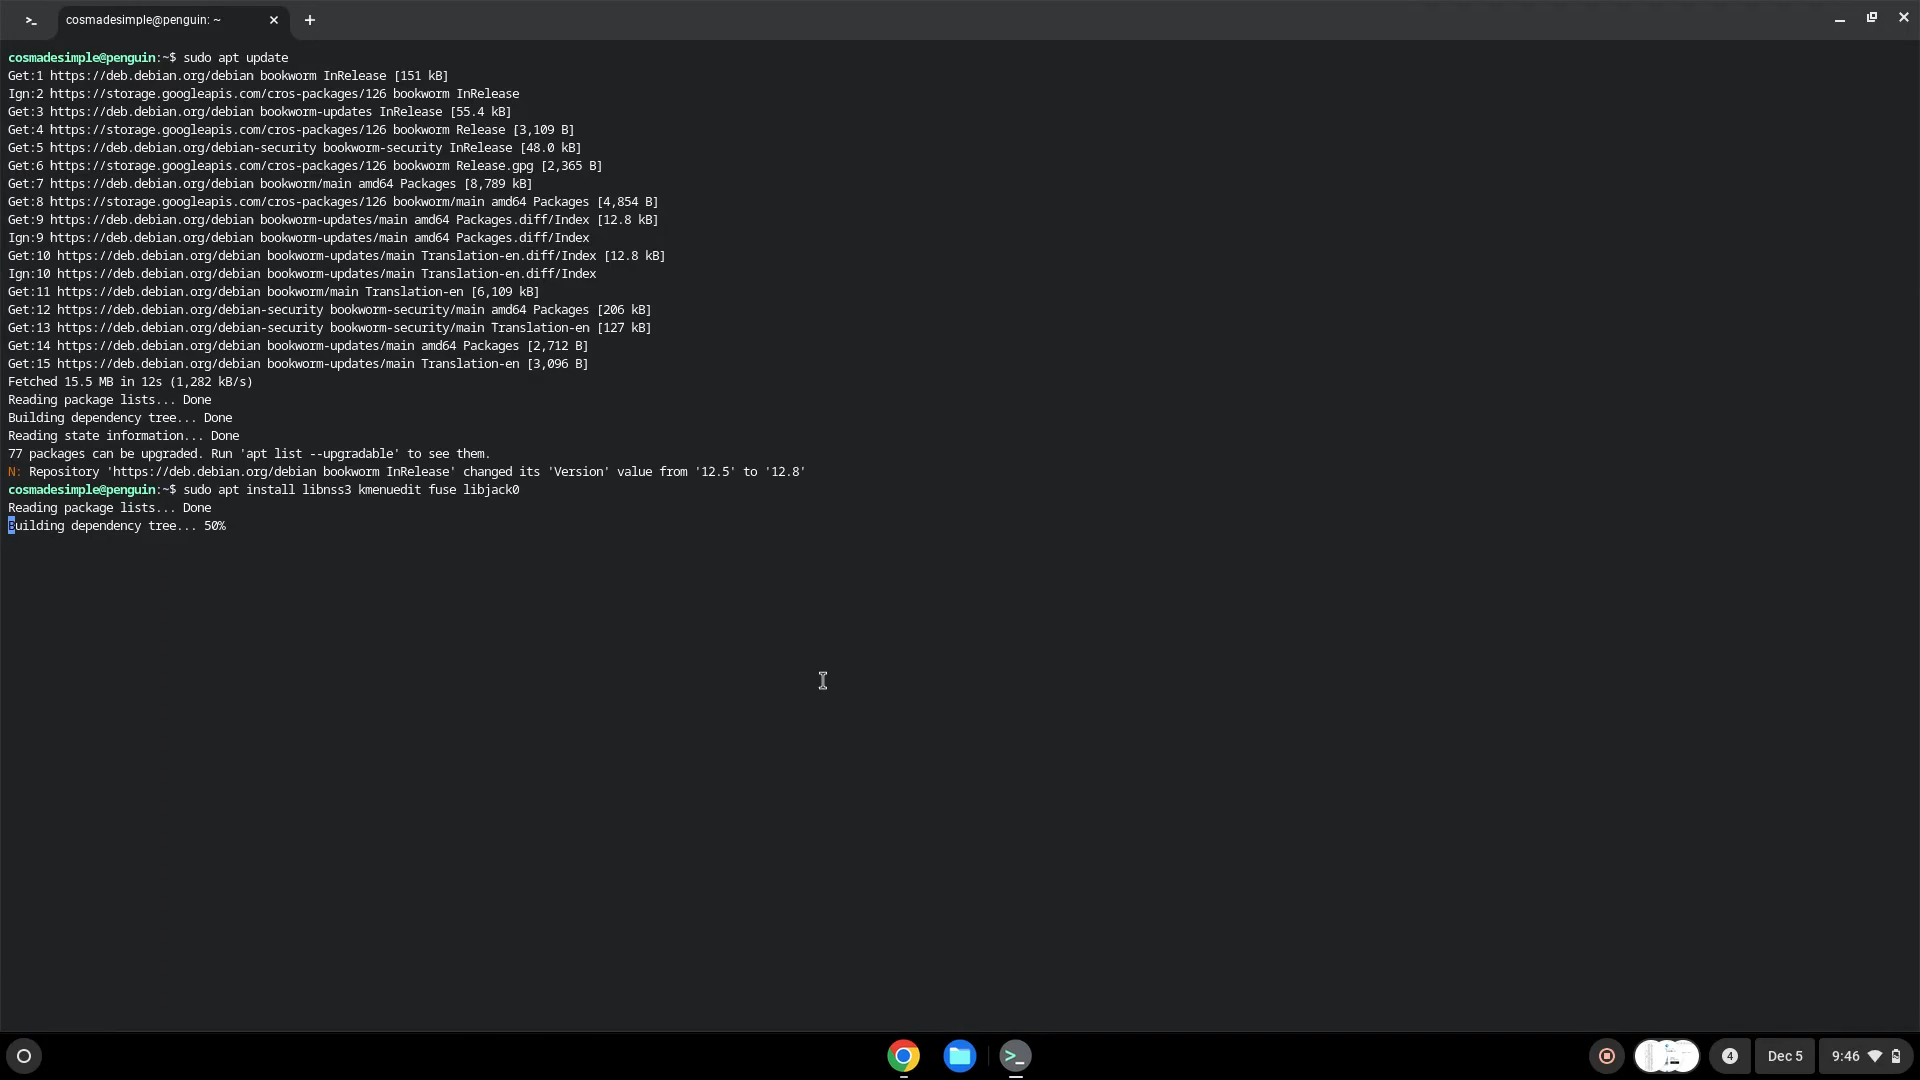 >_ cosmadesimple@penguin: ~
cosmadesimple@penguin:~$ sudo apt update
Get:1 https://deb.debian.org/debian bookworm InRelease [151 kB]
Ign:2 https://storage.googleapis.com/cros-packages/126 bookworm InRelease
Get:3 https://deb.debian.org/debian bookworm-updates InRelease [55.4 kB]
Get:4 https://storage.googleapis.com/cros-packages/126 bookworm Release [3,109 B]
Get:5 https://deb.debian.org/debian-security bookworm-security InRelease [48.0 kB]
Get:6 https://storage.googleapis.com/cros-packages/126 bookworm Release.gpg [2,365 B]
Get:7 https://deb.debian.org/debian bookworm/main amd64 Packages [8,789 kB]
Get:8 https://storage.googleapis.com/cros-packages/126 bookworm/main amd64 Packages [4,854 B]
Get:9 https://deb.debian.org/debian bookworm-updates/main amd64 Packages.diff/Index [12.8 kB]
Ign:9 https://deb.debian.org/debian bookworm-updates/main amd64 Packages.diff/Index
Get:10 https://deb.debian.org/debian bookworm-updates/main Translation-en.diff/Index [12.8 kB]
Ign:10 https://deb.debian.org/debian bookworm-updates/main Translation-en.diff/Index
Get:11 https://deb.debian.org/debian bookworm/main Translation-en [6,109 kB]
Get:12 https://deb.debian.org/debian-security bookworm-security/main amd64 Packages [206 kB]
Get:13 https://deb.debian.org/debian-security bookworm-security/main Translation-en [127 kB]
Get:14 https://deb.debian.org/debian bookworm-updates/main amd64 Packages [2,712 B]
Get:15 https://deb.debian.org/debian bookworm-updates/main Translation-en [3,096 B]
Fetched 15.5 MB in 12s (1,282 kB/s)
Reading package lists... Done
Building dependency tree... Done
Reading state information... Done
77 packages can be upgraded. Run 'apt list --upgradable' to see them.
N: Repository 'https://deb.debian.org/debian bookworm InRelease' changed its 'Version' value from '12.5' to '12.8'
cosmadesimple@penguin:~$ sudo apt install libnss3 kmenuedit fuse libjack0
Reading package lists... Done
Building dependency tree... 50%
>_ 4 Dec 5 9:46